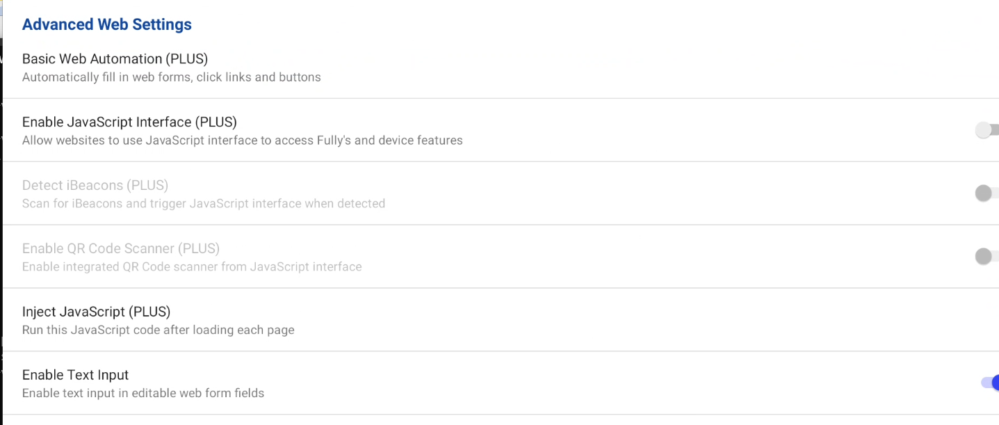 Advanced Web Settings
Basic Web Automation (PLUS)
Automatically fill in web forms, click links and buttons
Enable JavaScript Interface (PLUS)
Allow websites to use JavaScript interface to access Fully's and device features
Detect iBeacons (PLUS)
Scan for iBeacons and trigger JavaScript interface when detected
Enable QR Code Scanner (PLUS)
Enable integrated QR Code scanner from JavaScript interface
Inject JavaScript (PLUS)
Run this JavaScript code after loading each page
Enable Text Input
Enable text input in editable web form fields